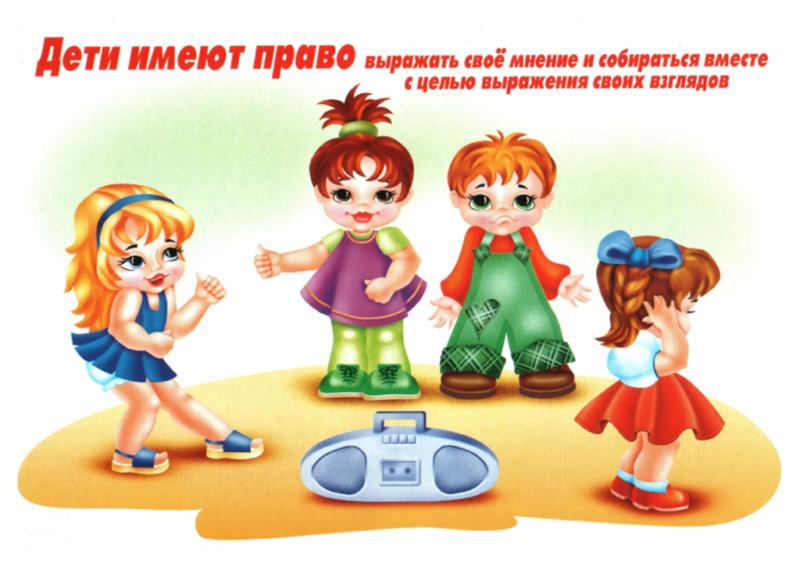 Дети имеют право выражать своё мнение и собираться вместе
с целью выражения своих взглядов